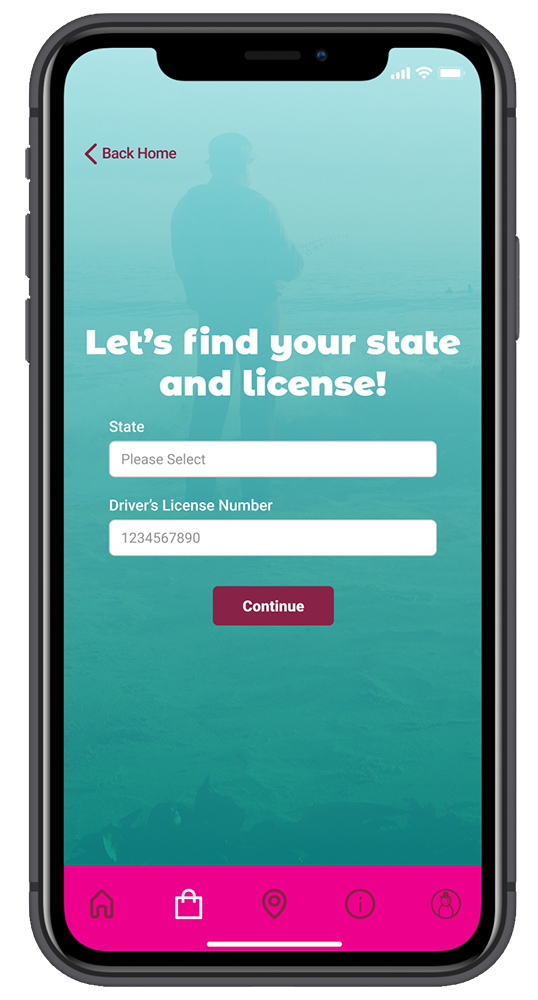 Back Home
Let's find your state
and license!
State
Please Select
Driver's License Number
1234567890
Continue